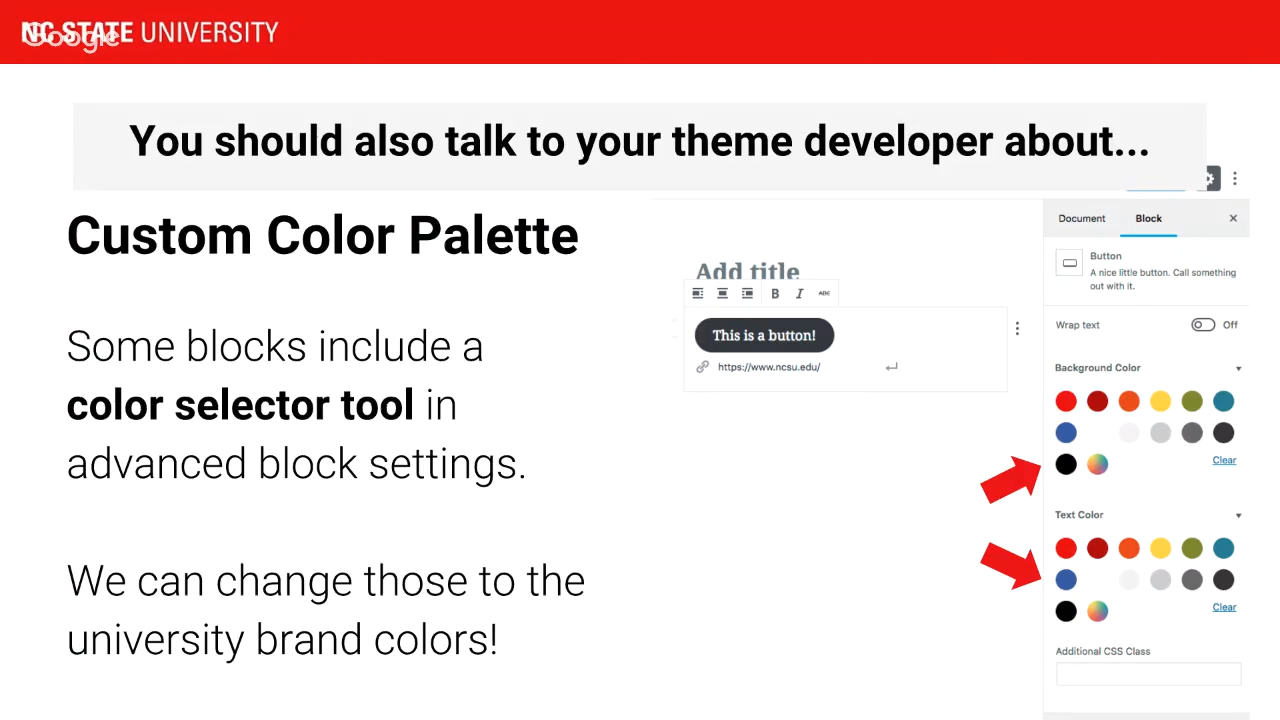 NC STATE UNIVERSITY
Google
You should also talk to your theme developer about...
Custom Color Palette
Some blocks include a
color selector tool in
advanced block settings.
We can change those to the
university brand colors!
Add title
B I ABC
This is a button!
https://www.ncsu.edu/
Document Block ×
Button
A nice little button. Call something
out with it.
Wrap text Off
Background Color
Clear
Text Color
Clear
Additional CSS Class